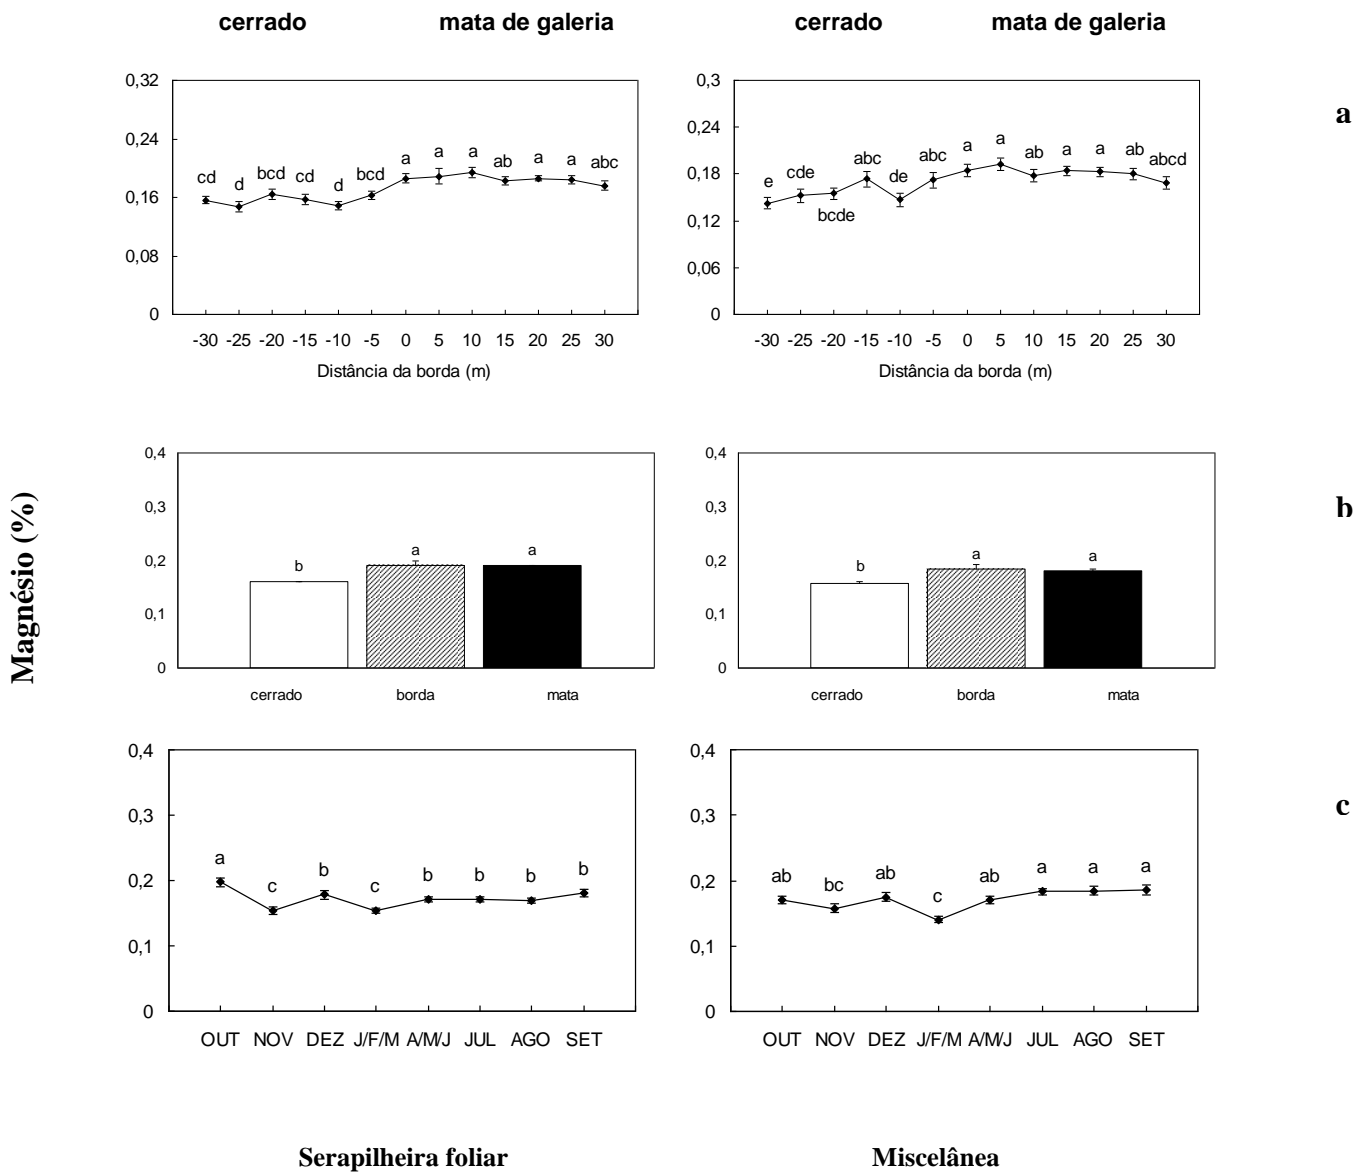 cerrado mata de galeria cerrado mata de galeria
a
0,32
0,24
0,16
0,08
0
cd d bcd cd d bcd a a a ab a a abc
-30 -25 -20 -15 -10 -5 0 5 10 15 20 25 30
Distância da borda (m)
0,3
0,24
0,18
0,12
0,06
0
e cde bcde abc de abc a a ab a a ab abcd
-30 -25 -20 -15 -10 -5 0 5 10 15 20 25 30
Distância da borda (m)
Magnésio (%)
b
0,4
0,3
0,2
0,1
0
b a a
cerrado borda mata
0,4
0,3
0,2
0,1
0
b a a
cerrado borda mata
c
0,4
0,3
0,2
0,1
0
a c b c b b b b
OUT NOV DEZ J/F/M A/M/J JUL AGO SET
0,4
0,3
0,2
0,1
0
ab bc ab c ab a a a
OUT NOV DEZ J/F/M A/M/J JUL AGO SET
Serapilheira foliar Miscelânea